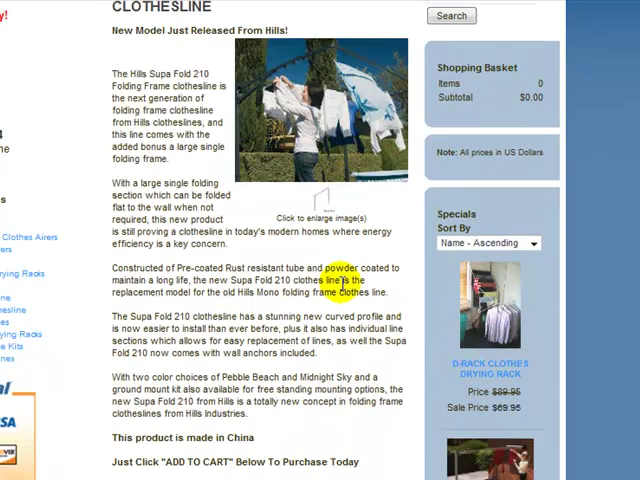 CLOTHESLINE
New Model Just Released From Hills!
The Hills Supa Fold 210
Folding Frame clothesline is
the next generation of
folding frame clothesline
from Hills clotheslines, and
this line comes with the
added bonus a large single
folding frame.
With a large single folding
section which can be folded
flat to the wall when not
required, this new product
is still proving a clothesline in today's modern homes where energy
efficiency is a key concern.
Click to enlarge image(s)
Constructed of Pre-coated Rust resistant tube and powder coated to
maintain a long life, the new Supa Fold 210 clothes line is the
replacement model for the old Hills Mono folding frame clothes line.
The Supa Fold 210 clothesline has a stunning new curved profile and
is now easier to install than ever before, plus it also has individual line
sections which allows for easy replacement of lines, as well the Supa
Fold 210 now comes with wall anchors included.
With two color choices of Pebble Beach and Midnight Sky and a
ground mount kit also available for free standing mounting options, the
new Supa Fold 210 from Hills is a totally new concept in folding frame
clotheslines from Hills Industries.
This product is made in China
Just Click "ADD TO CART" Below To Purchase Today
Search
Shopping Basket
Items 0
Subtotal $0.00
Note: All prices in US Dollars
Specials
Sort By
Name - Ascending
D-RACK CLOTHES
DRYING RACK
Price $89.95
Sale Price $69.95
Clothes Airers
rying Racks
ying Racks
e Kits